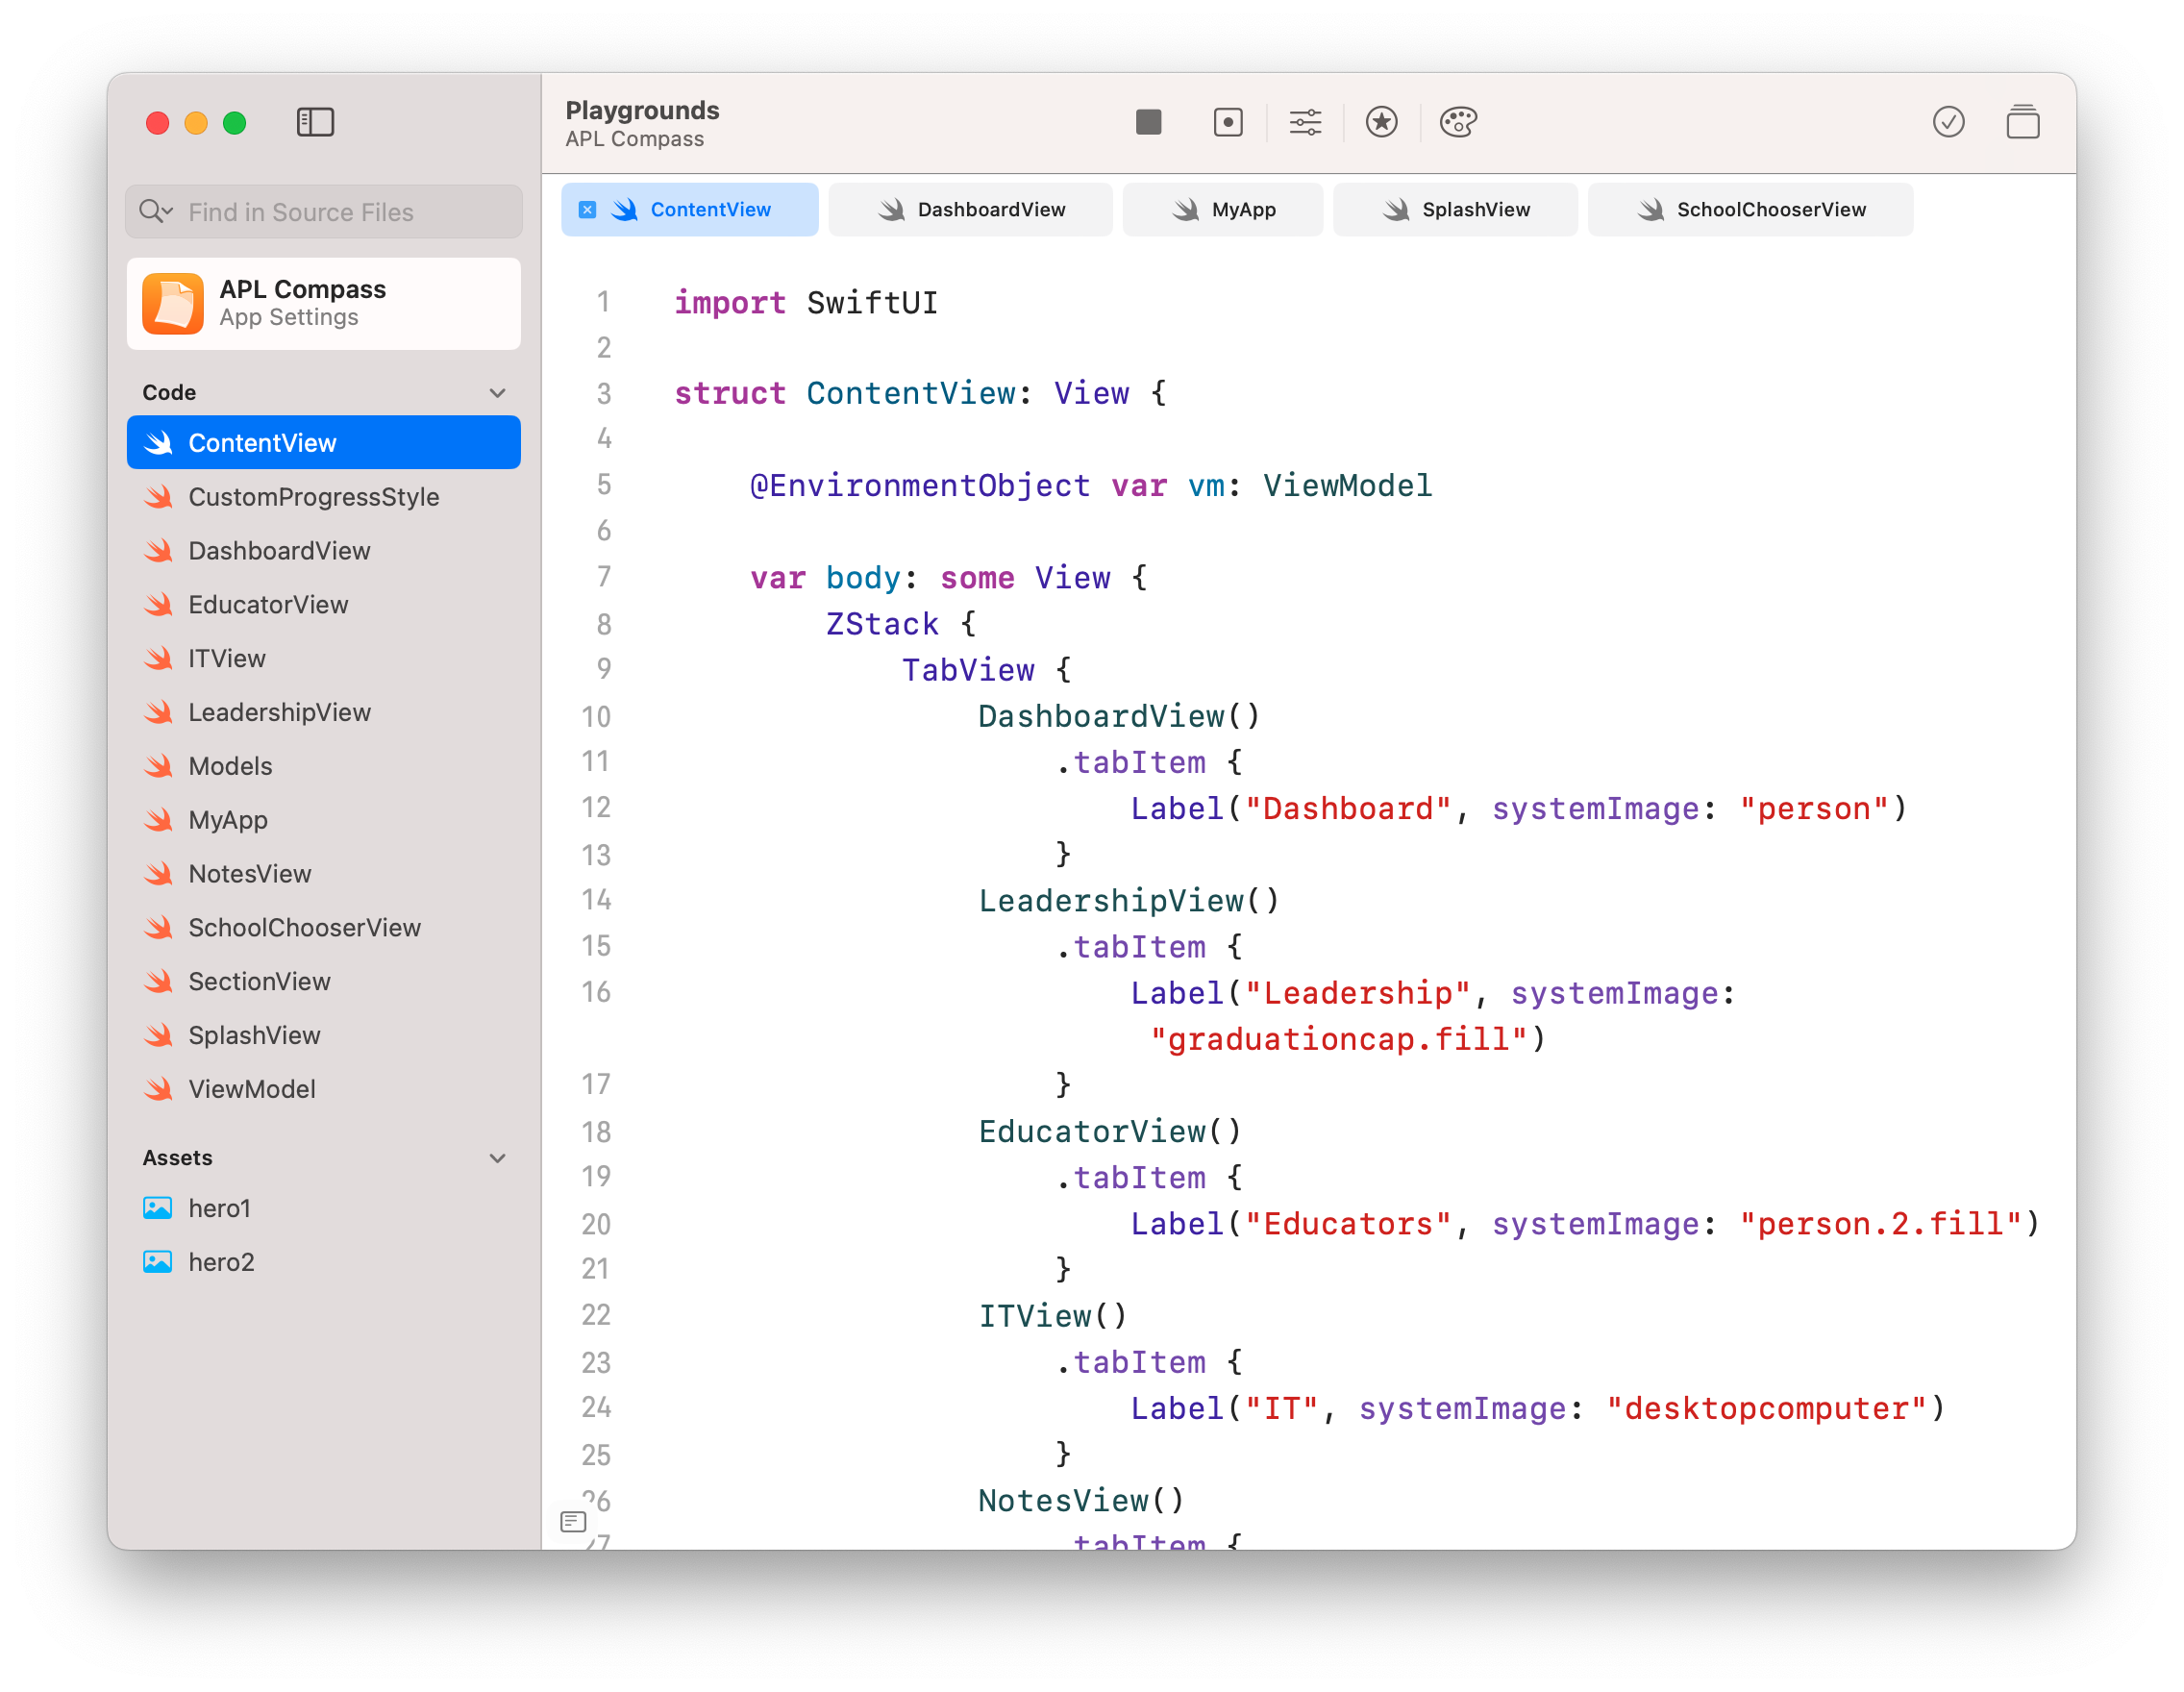 Playgrounds
APL Compass
Find in Source Files
APL Compass
App Settings
Code
ContentView
CustomProgressStyle
DashboardView
EducatorView
ITView
LeadershipView
Models
MyApp
NotesView
SchoolChooserView
SectionView
SplashView
ViewModel
Assets
hero1
hero2
ContentView DashboardView MyApp SplashView SchoolChooserView
1 import SwiftUI
2
3 struct ContentView: View {
4
5 @EnvironmentObject var vm: ViewModel
6
7 var body: some View {
8 ZStack {
9 TabView {
10 DashboardView()
11 .tabItem {
12 Label("Dashboard", systemImage: "person")
13 }
14 LeadershipView()
15 .tabItem {
16 Label("Leadership", systemImage:
"graduationcap.fill")
17 }
18 EducatorView()
19 .tabItem {
20 Label("Educators", systemImage: "person.2.fill")
21 }
22 ITView()
23 .tabItem {
24 Label("IT", systemImage: "desktopcomputer")
25 }
26 NotesView()
27 .tabItem {